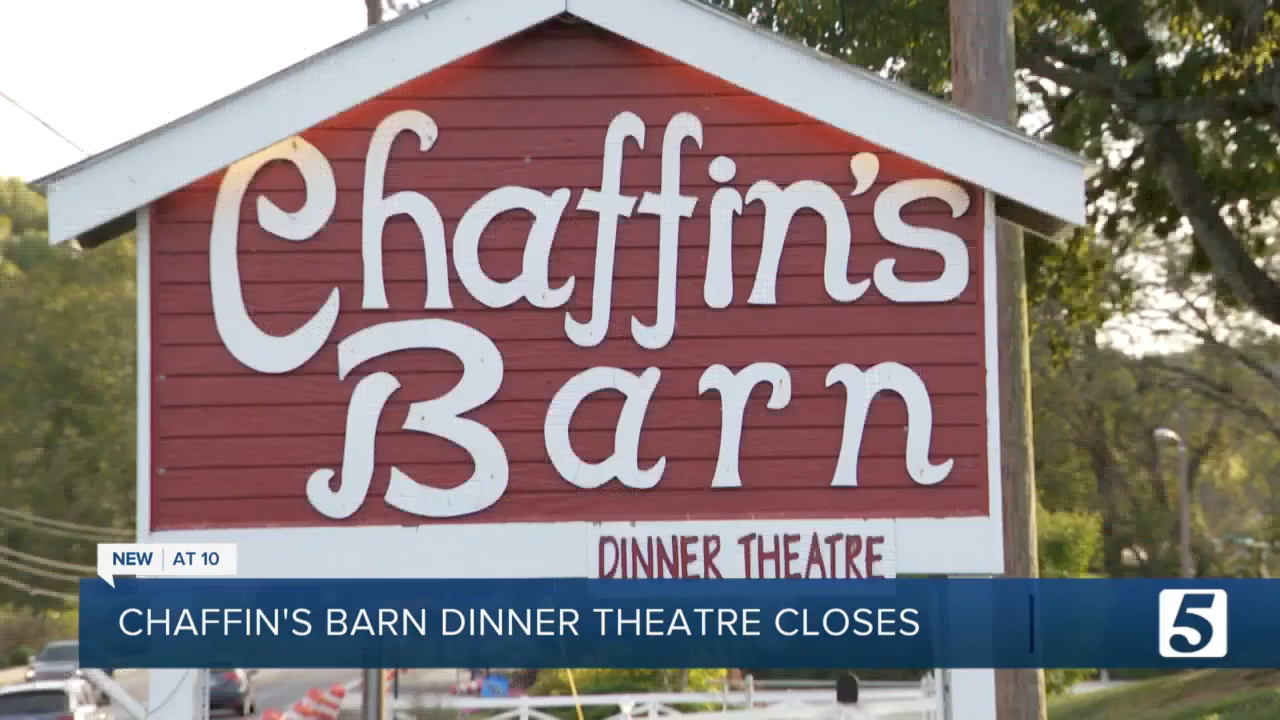 Chaffin's
Barn
DINNER THEATRE
NEW AT 10
CHAFFIN'S BARN DINNER THEATRE CLOSES
5